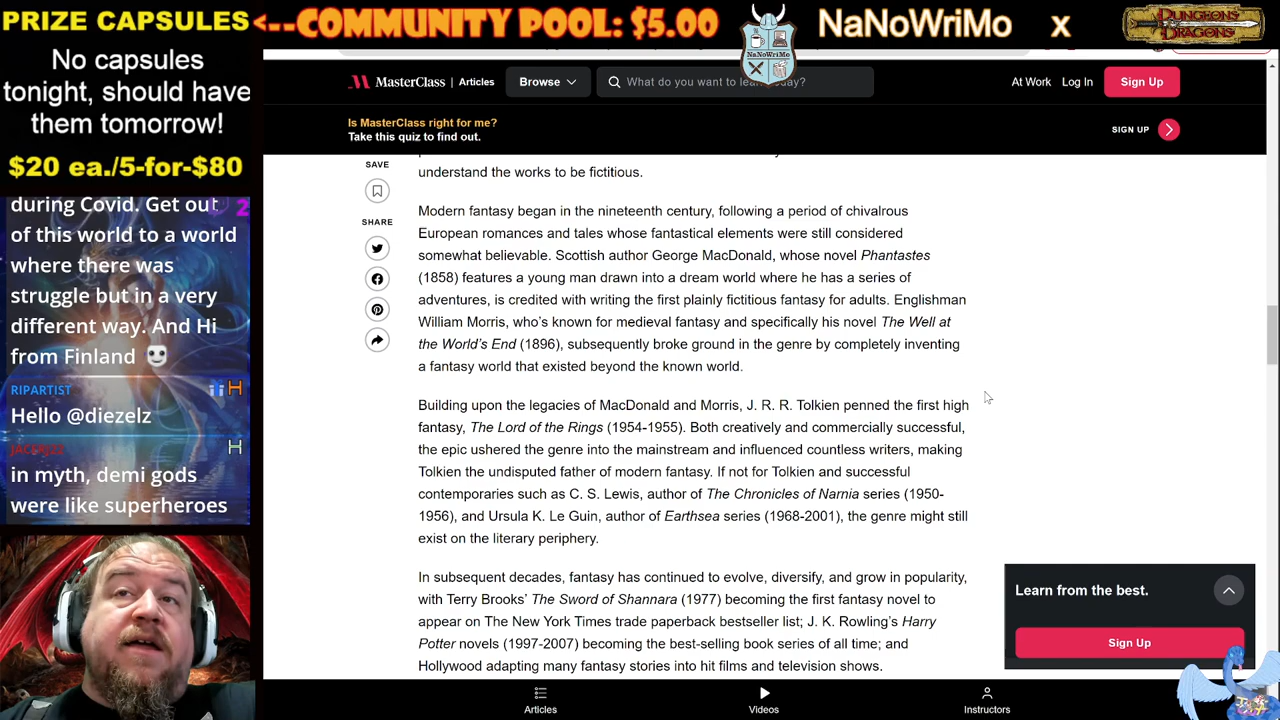 PRIZE CAPSULES
<--COMMUNITY POOL: $5.00
NaNoWriMo
NaNoWriMo x
DUNGEONS & DRAGONS
No capsules
tonight, should have
them tomorrow!
$20 ea./5-for-$80
during Covid. Get out
of this world to a world
where there was
struggle but in a very
different way. And Hi
from Finland
RIPARTIST
Hello @diezelz
in myth, demi gods
were like superheroes
MasterClass | Articles
Browse
What do you want to learn today?
At Work
Log In
Sign Up
Is MasterClass right for me?
Take this quiz to find out.
SIGN UP
SAVE
SHARE
understand the works to be fictitious.
Modern fantasy began in the nineteenth century, following a period of chivalrous
European romances and tales whose fantastical elements were still considered
somewhat believable. Scottish author George MacDonald, whose novel Phantastes
(1858) features a young man drawn into a dream world where he has a series of
adventures, is credited with writing the first plainly fictitious fantasy for adults. Englishman
William Morris, who's known for medieval fantasy and specifically his novel The Well at
the World's End (1896), subsequently broke ground in the genre by completely inventing
a fantasy world that existed beyond the known world.
Building upon the legacies of MacDonald and Morris, J. R. R. Tolkien penned the first high
fantasy, The Lord of the Rings (1954-1955). Both creatively and commercially successful,
the epic ushered the genre into the mainstream and influenced countless writers, making
Tolkien the undisputed father of modern fantasy. If not for Tolkien and successful
contemporaries such as C. S. Lewis, author of The Chronicles of Narnia series (1950-
1956), and Ursula K. Le Guin, author of Earthsea series (1968-2001), the genre might still
exist on the literary periphery.
In subsequent decades, fantasy has continued to evolve, diversify, and grow in popularity,
with Terry Brooks' The Sword of Shannara (1977) becoming the first fantasy novel to
appear on The New York Times trade paperback bestseller list; J. K. Rowling's Harry
Potter novels (1997-2007) becoming the best-selling book series of all time; and
Hollywood adapting many fantasy stories into hit films and television shows.
Learn from the best.
Sign Up
Articles
Videos
Instructors